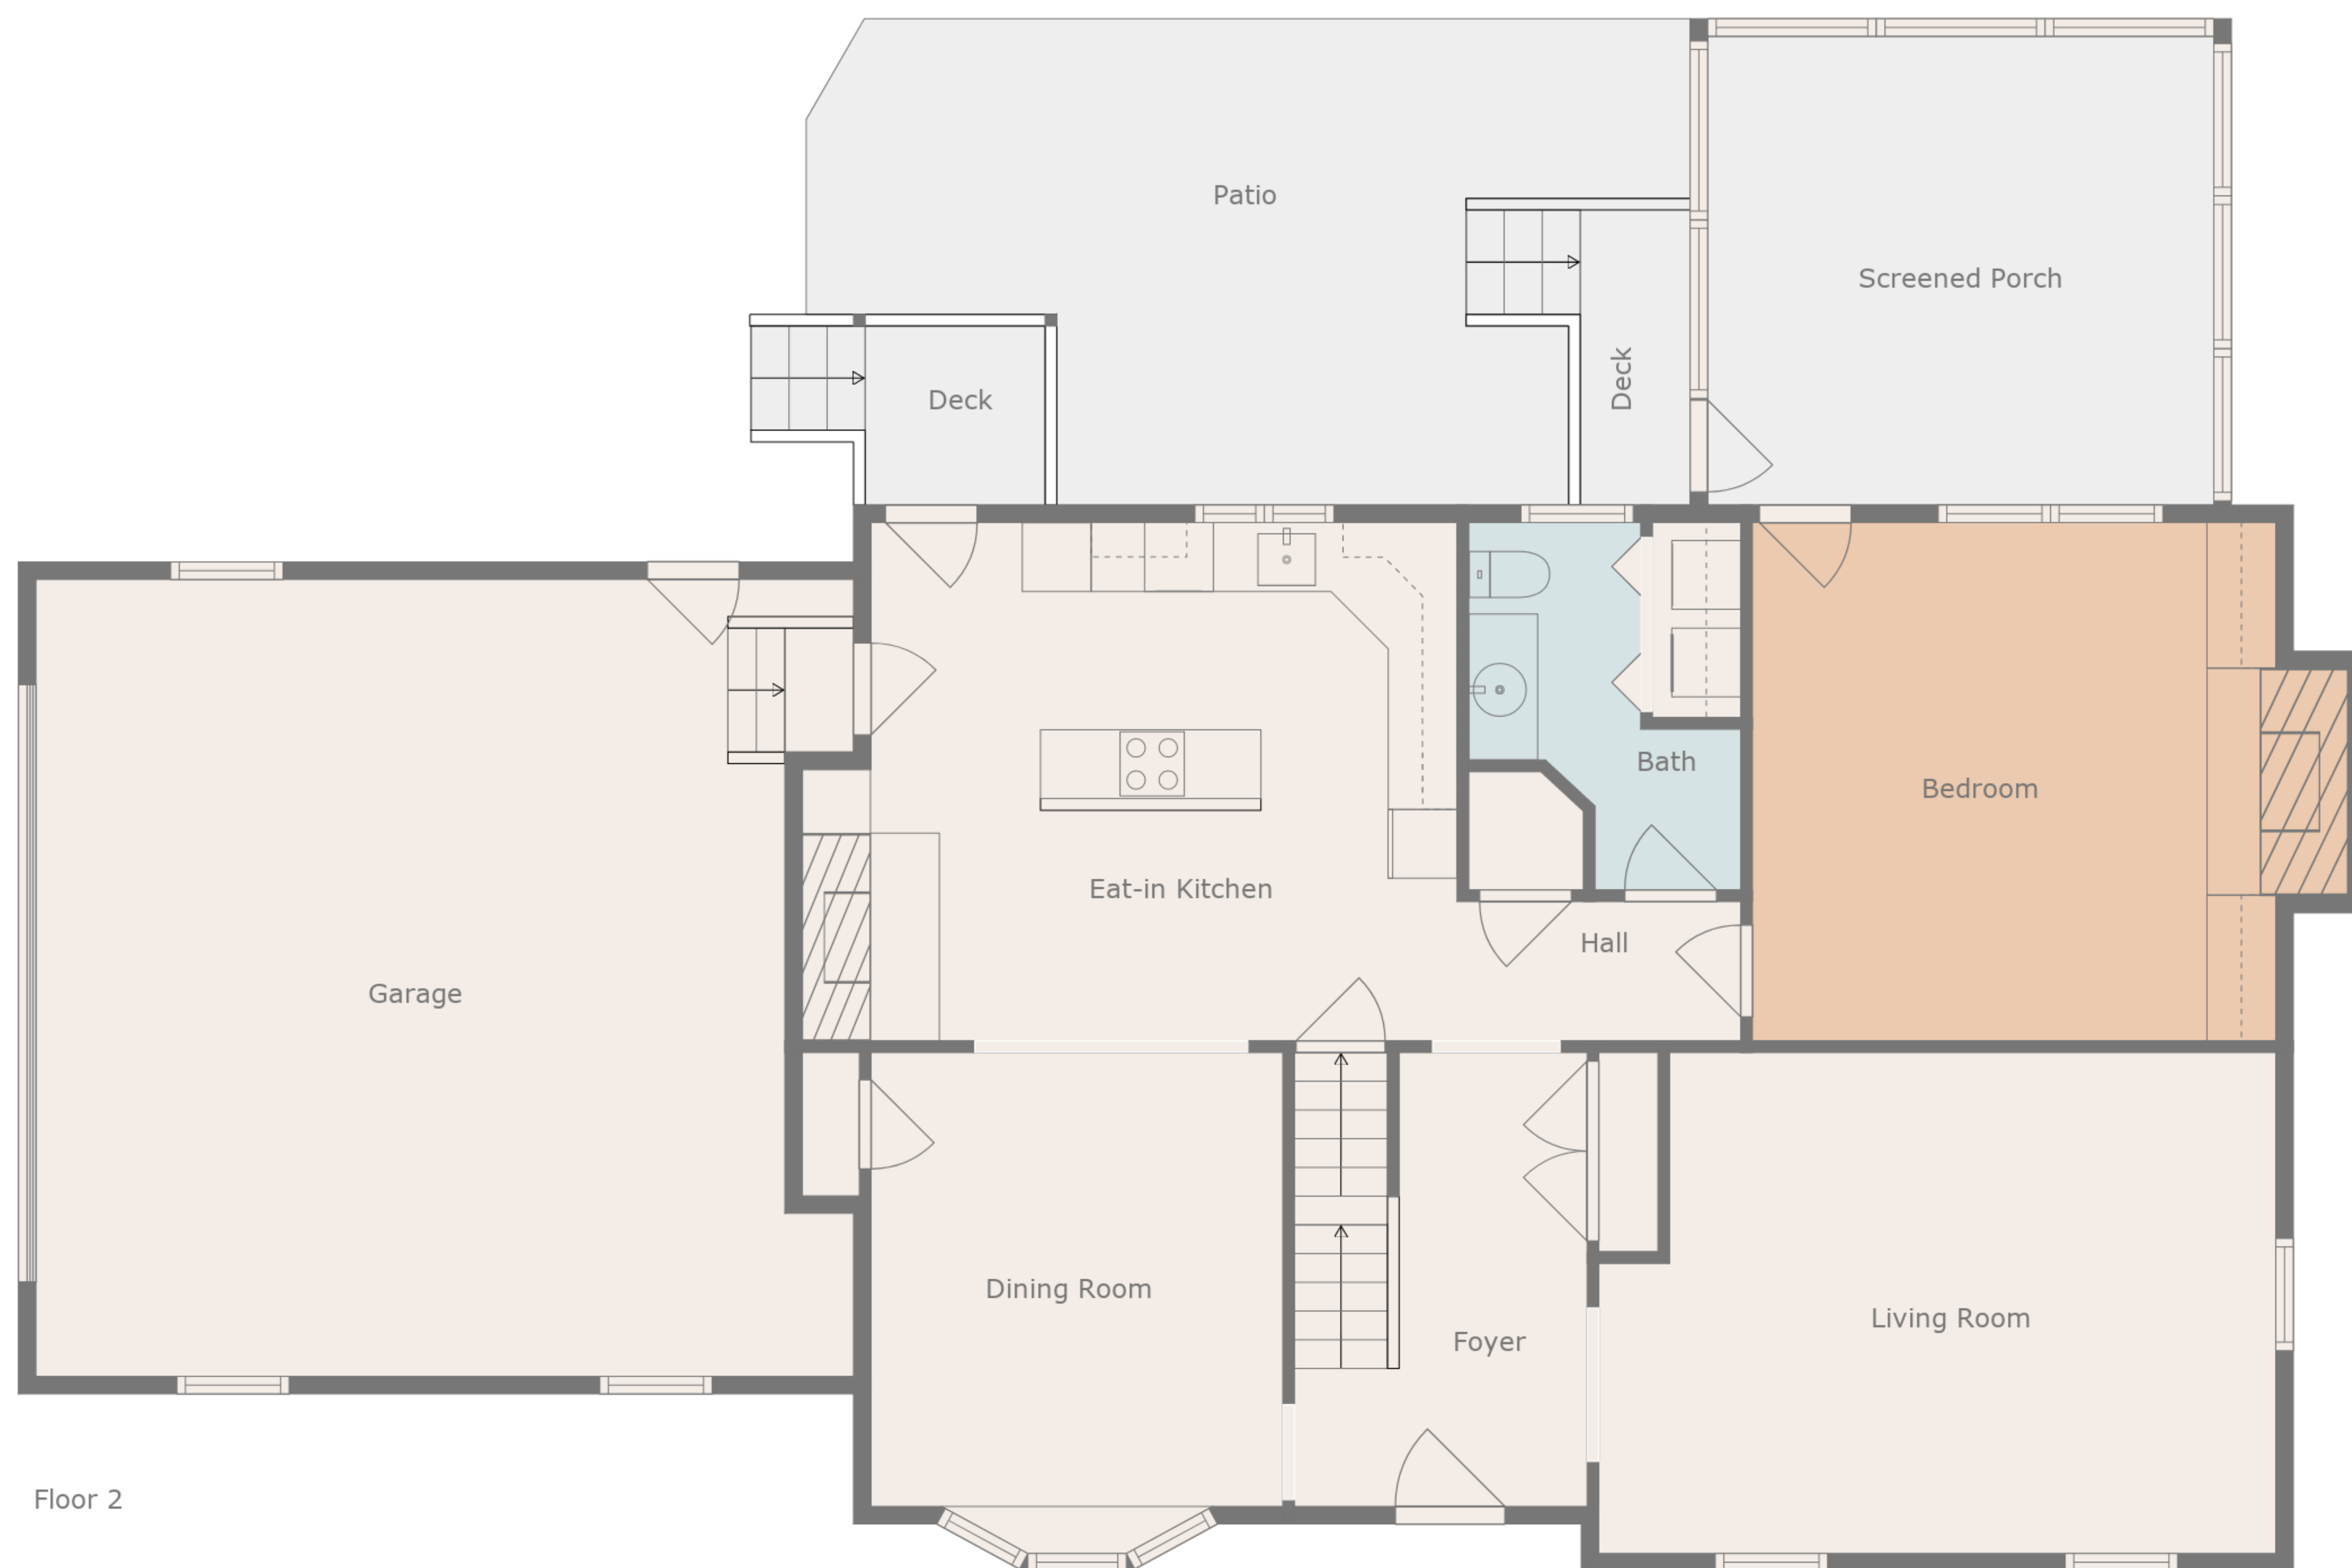 Patio
Screened Porch
Deck
Deck
Bath
Bedroom
Eat-in Kitchen
Hall
Garage
Dining Room
Living Room
Foyer
Floor 2